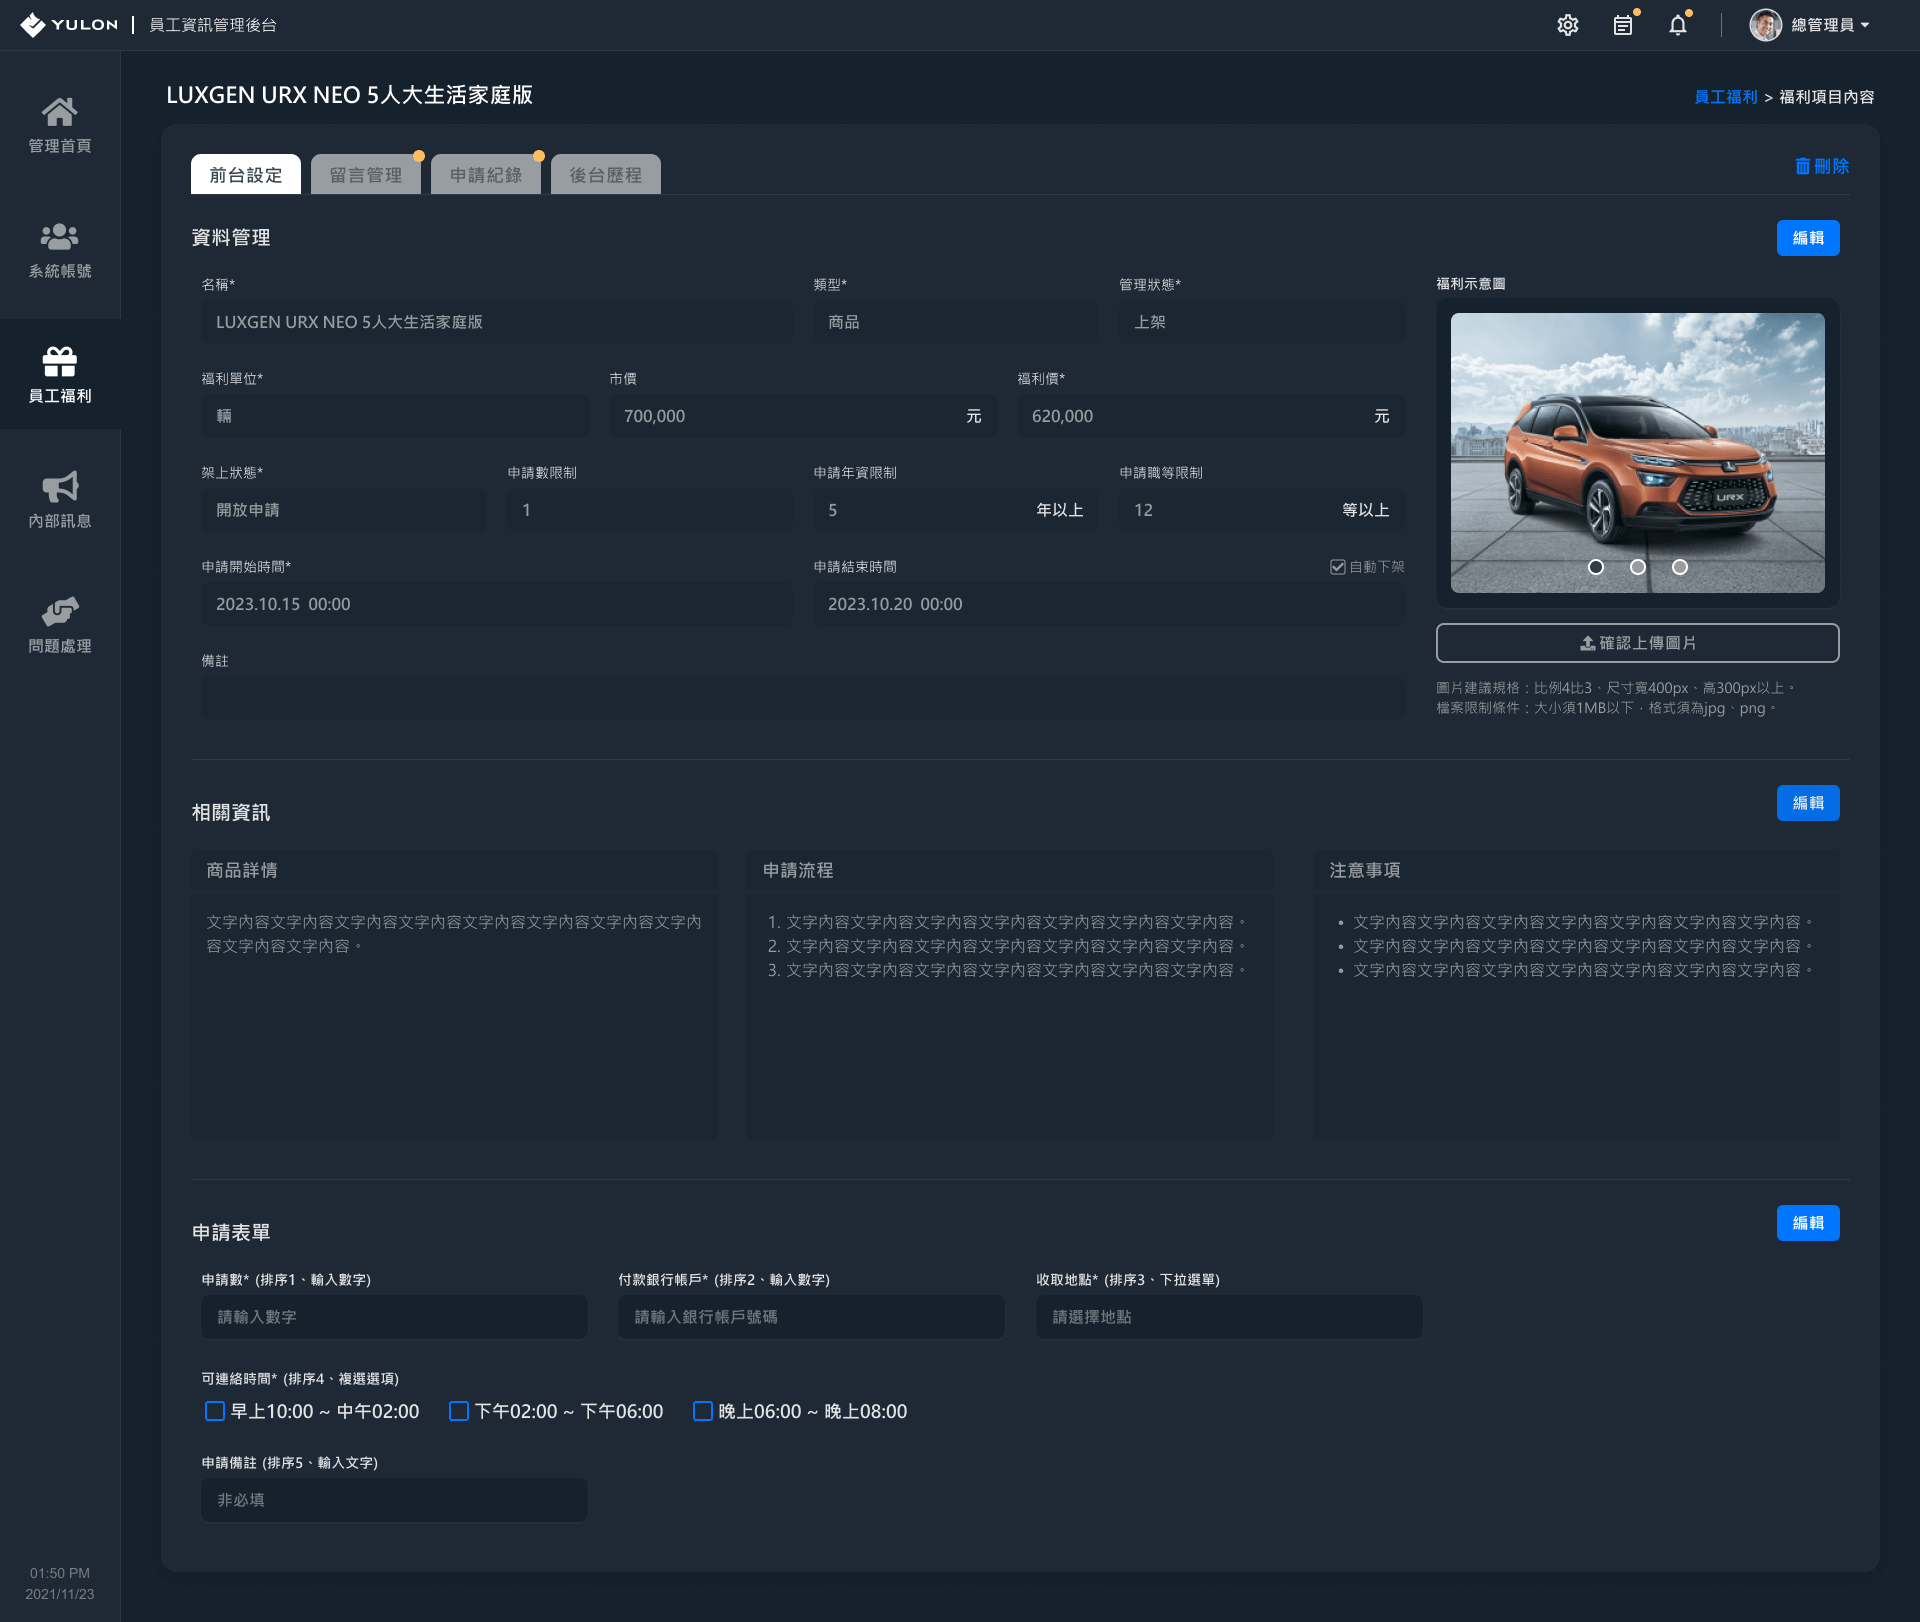 YULON
員工資訊管理後台
總管理員
管理首頁
系統帳號
員工福利
內部訊息
問題處理
01:50 PM
2021/11/23
LUXGEN URX NEO 5人大生活家庭版
員工福利 > 福利項目內容
前台設定
留言管理
申請紀錄
後台歷程
刪除
資料管理
編輯
名稱*
類型*
管理狀態*
LUXGEN URX NEO 5人大生活家庭版
商品
上架
福利單位*
市價
福利價*
輛
700,000 元
620,000 元
架上狀態*
申請數限制
申請年資限制
申請職等限制
開放申請
1
5 年以上
12 等以上
申請開始時間*
申請結束時間
自動下架
2023.10.15 00:00
2023.10.20 00:00
備註
福利示意圖
URX
確認上傳圖片
圖片建議規格：比例4比3、尺寸寬400px、高300px以上。
檔案限制條件：大小須1MB以下，格式須為jpg、png。
相關資訊
編輯
商品詳情
文字內容文字內容文字內容文字內容文字內容文字內容文字內容文字內
容文字內容文字內容。
申請流程
1. 文字內容文字內容文字內容文字內容文字內容文字內容文字內容。
2. 文字內容文字內容文字內容文字內容文字內容文字內容文字內容。
3. 文字內容文字內容文字內容文字內容文字內容文字內容文字內容。
注意事項
• 文字內容文字內容文字內容文字內容文字內容文字內容文字內容。
• 文字內容文字內容文字內容文字內容文字內容文字內容文字內容。
• 文字內容文字內容文字內容文字內容文字內容文字內容文字內容。
申請表單
編輯
申請數* (排序1、輸入數字)
付款銀行帳戶* (排序2、輸入數字)
收取地點* (排序3、下拉選單)
請輸入數字
請輸入銀行帳戶號碼
請選擇地點
可連絡時間* (排序4、複選選項)
早上10:00 ~ 中午02:00
下午02:00 ~ 下午06:00
晚上06:00 ~ 晚上08:00
申請備註 (排序5、輸入文字)
非必填